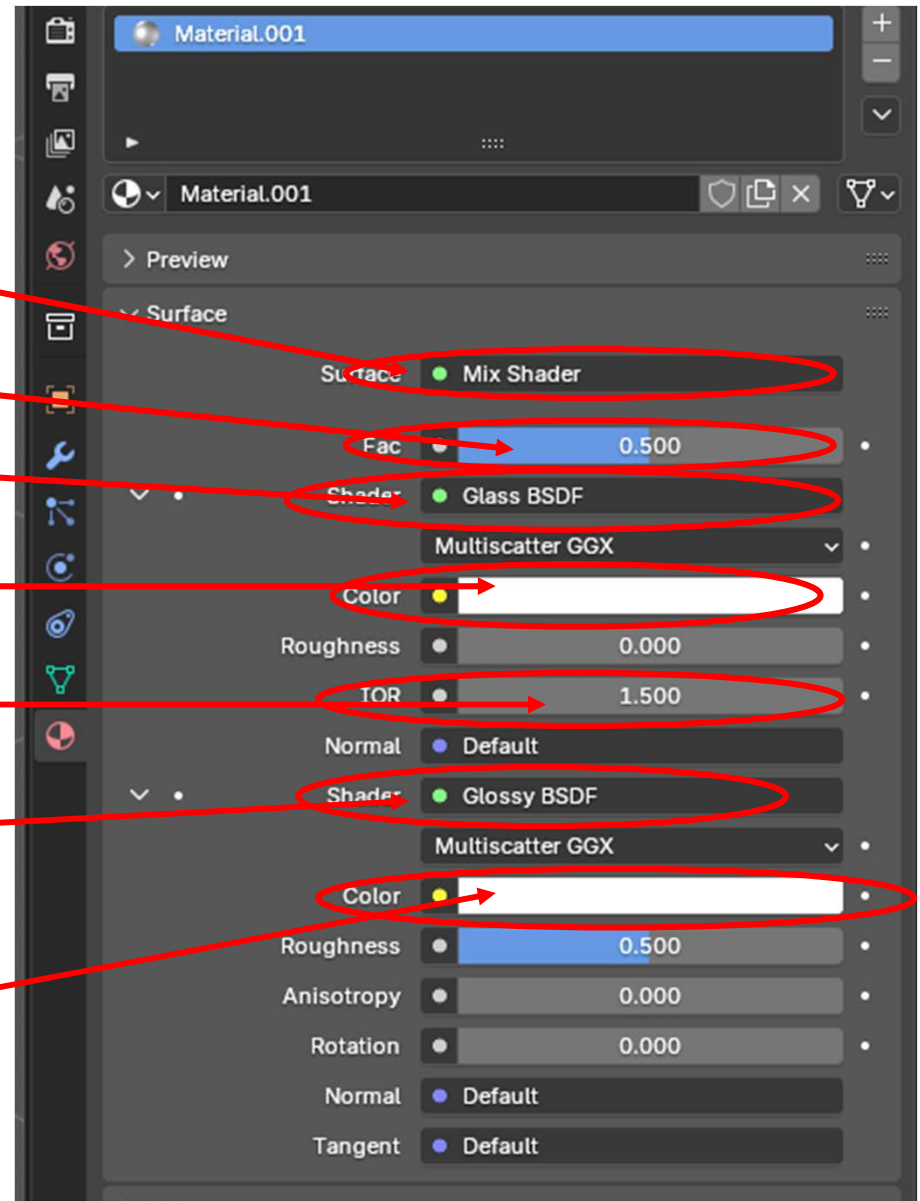 Material.001
Material.001
Preview
Surface
Surface Mix Shader
Fac 0.500
Shader Glass BSDF
Multiscatter GGX
Color
Roughness 0.000
IOR 1.500
Normal Default
Shader Glossy BSDF
Multiscatter GGX
Color
Roughness 0.500
Anisotropy 0.000
Rotation 0.000
Normal Default
Tangent Default